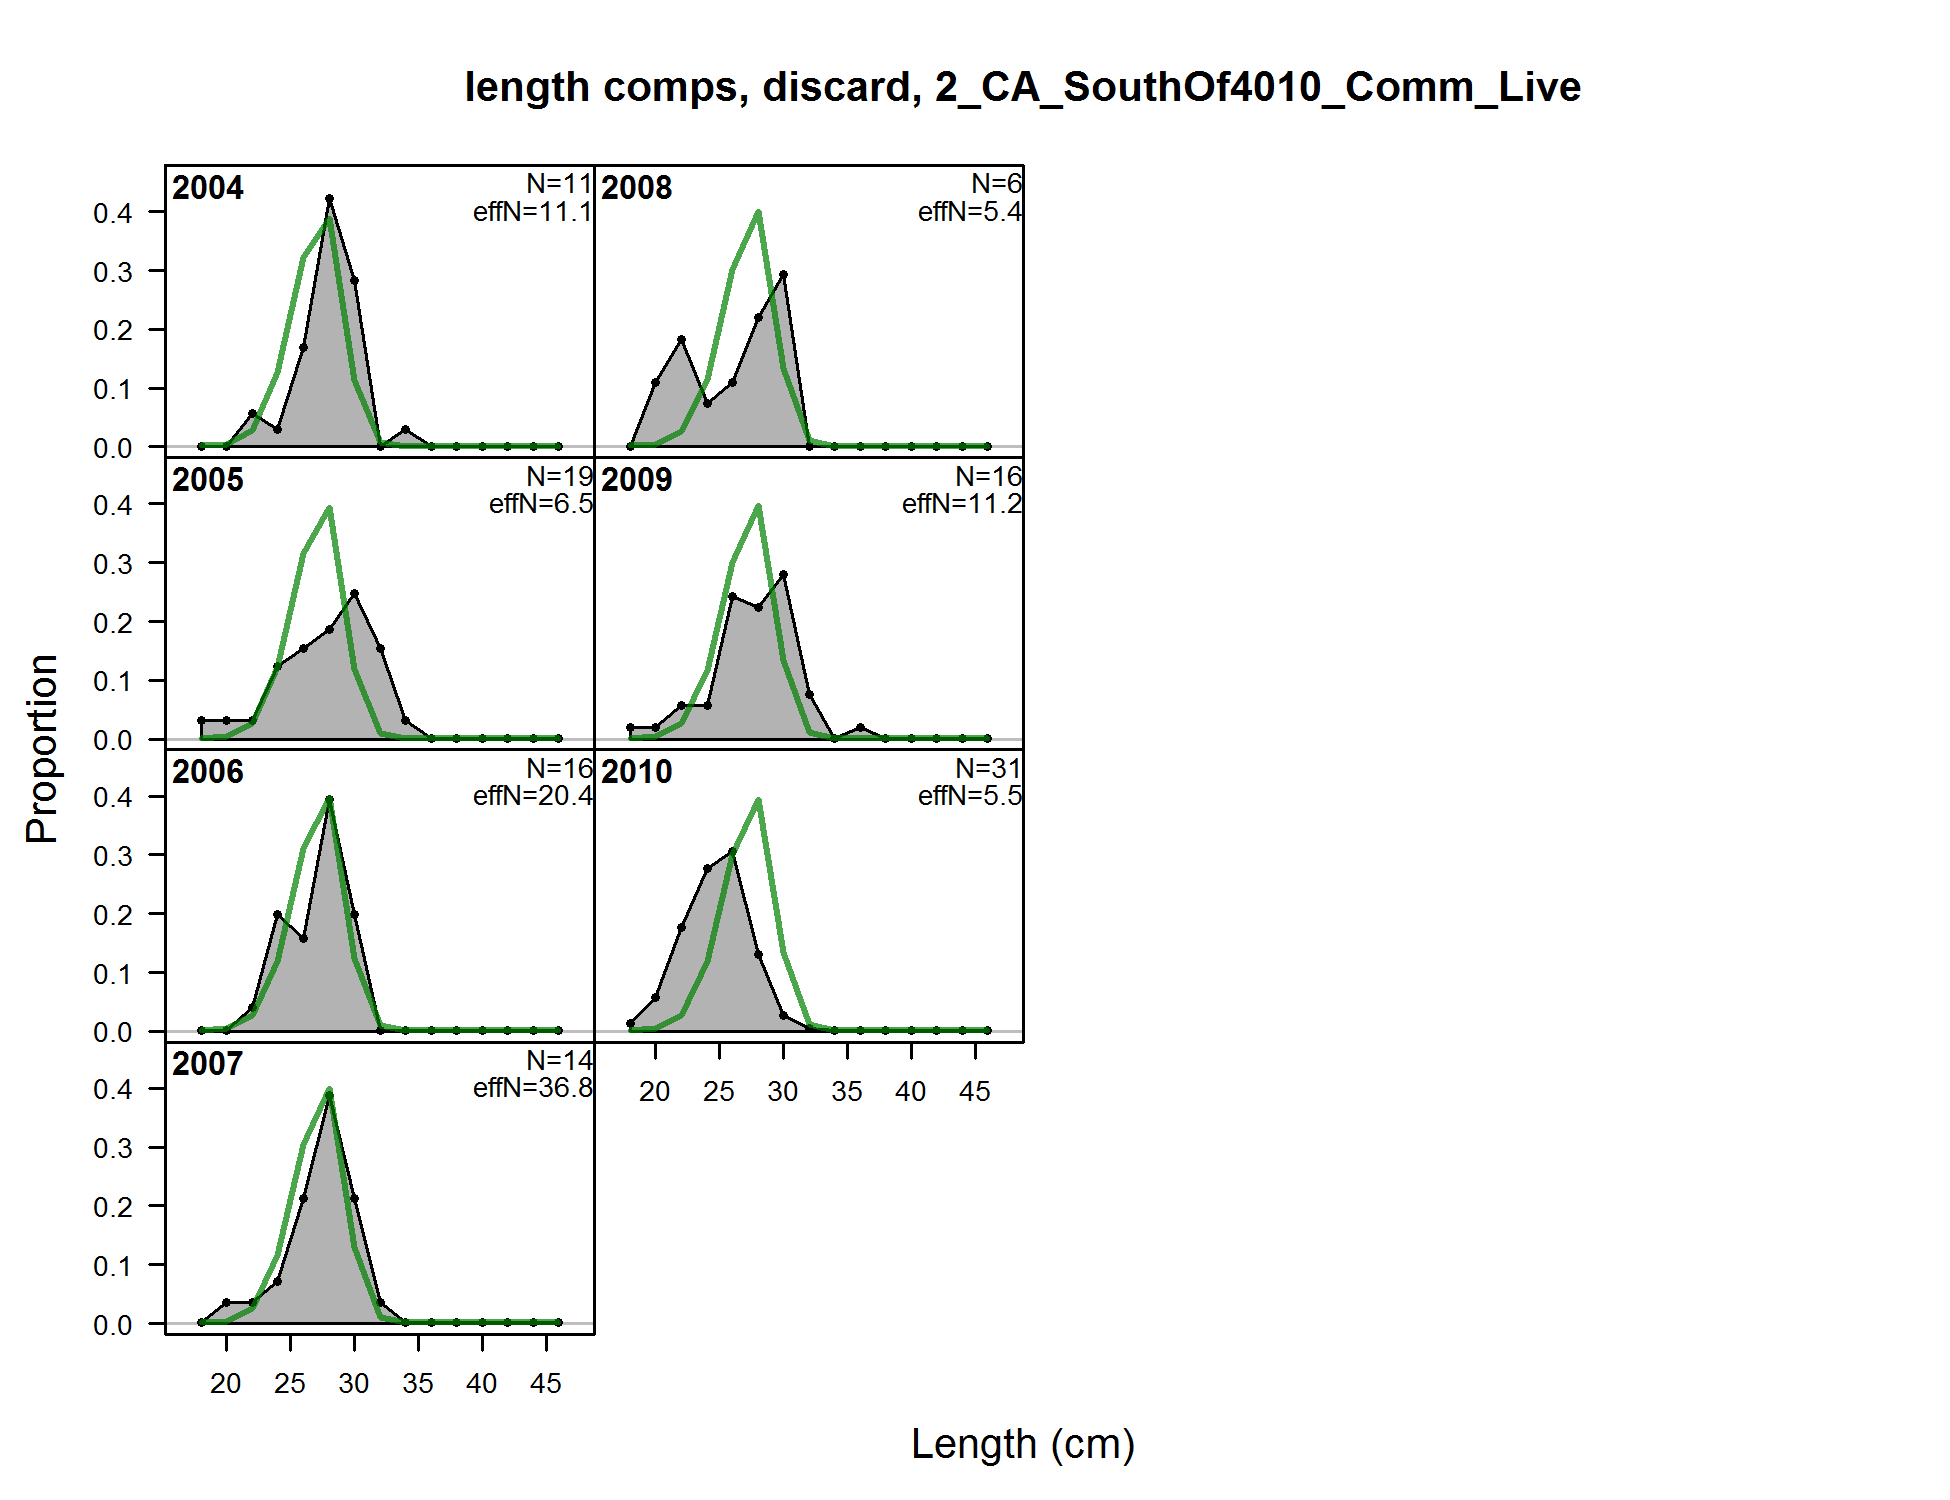 length comps, discard, 2_CA_SouthOf4010_Comm_Live
2004
N=11
effN=11.1
0.4
0.3
0.2
0.1
0.0
2008
N=6
effN=5.4
2005
N=19
effN=6.5
0.4
0.3
0.2
0.1
0.0
2009
N=16
effN=11.2
2006
N=16
effN=20.4
0.4
0.3
0.2
0.1
0.0
2010
N=31
effN=5.5
20 25 30 35 40 45
2007
N=14
effN=36.8
0.4
0.3
0.2
0.1
0.0
20 25 30 35 40 45
Proportion
Length (cm)